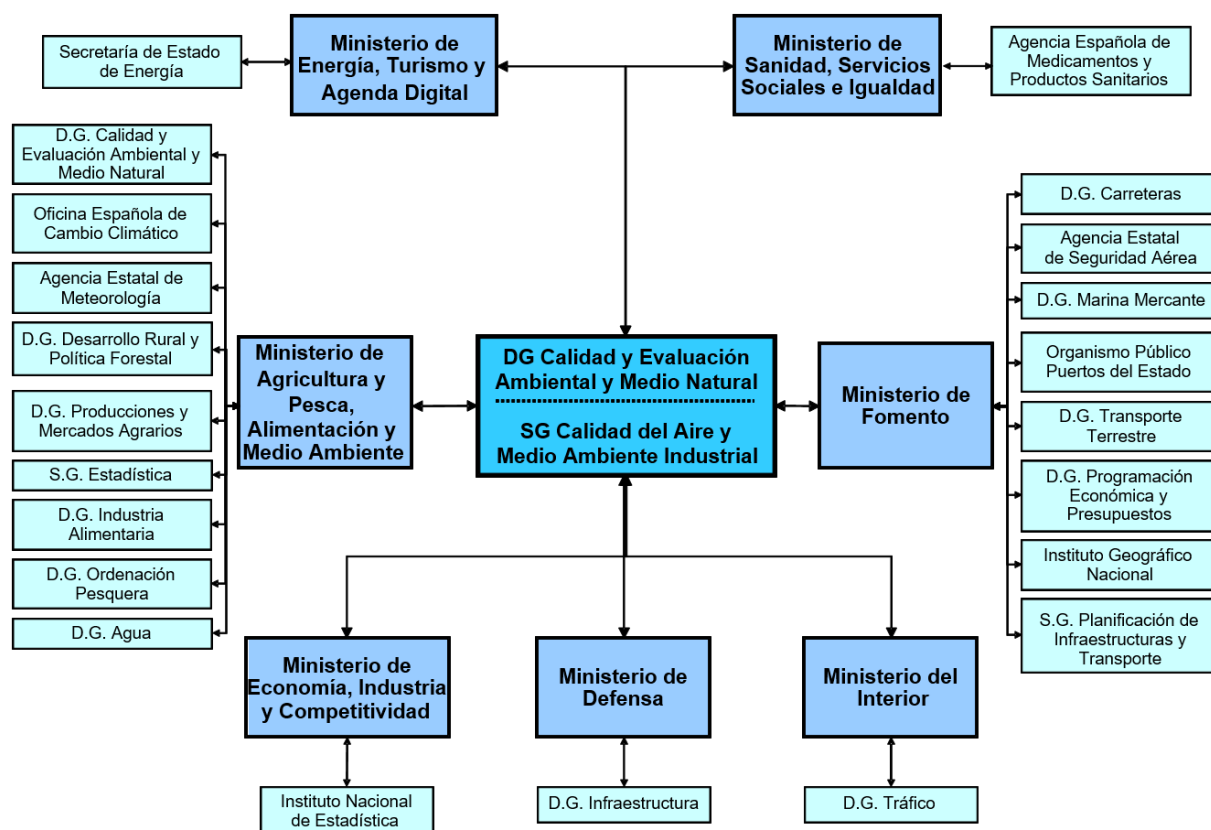 Secretaría de Estado
de Energía
Ministerio de
Energía, Turismo y
Agenda Digital
Ministerio de
Sanidad, Servicios
Sociales e Igualdad
Agencia Española de
Medicamentos y
Productos Sanitarios
D.G. Calidad y
Evaluación Ambiental y
Medio Natural
Oficina Española de
Cambio Climático
Agencia Estatal de
Meteorología
D.G. Desarrollo Rural y
Política Forestal
D.G. Producciones y
Mercados Agrarios
S.G. Estadística
D.G. Industria
Alimentaria
D.G. Ordenación
Pesquera
D.G. Agua
Ministerio de
Agricultura y
Pesca,
Alimentación y
Medio Ambiente
DG Calidad y Evaluación
Ambiental y Medio Natural
SG Calidad del Aire y
Medio Ambiente Industrial
Ministerio de
Fomento
D.G. Carreteras
Agencia Estatal
de Seguridad Aérea
D.G. Marina Mercante
Organismo Público
Puertos del Estado
D.G. Transporte
Terrestre
D.G. Programación
Económica y
Presupuestos
Instituto Geográfico
Nacional
S.G. Planificación de
Infraestructuras y
Transporte
Ministerio de
Economía, Industria
y Competitividad
Ministerio de
Defensa
Ministerio del
Interior
Instituto Nacional
de Estadística
D.G. Infraestructura
D.G. Tráfico